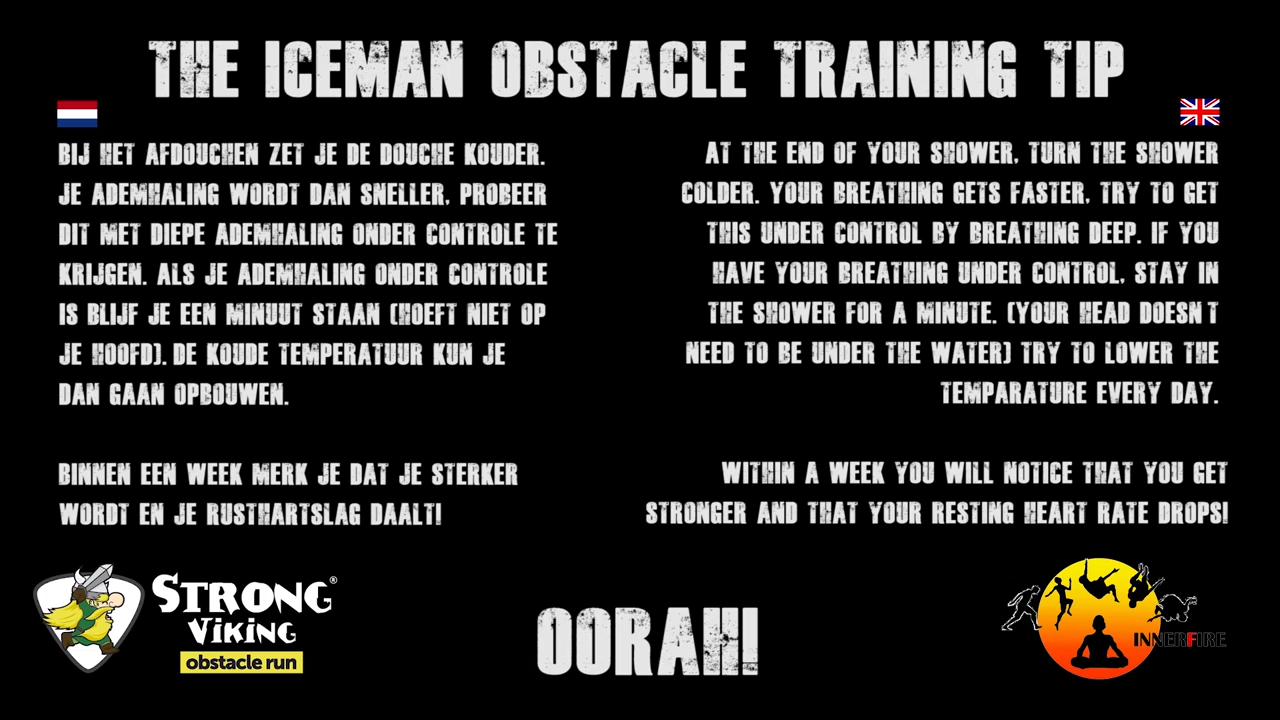 THE ICEMAN OBSTACLE TRAINING TIP
BIJ HET AFDOUCHEN ZET JE DE DOUCHE KOUDER.
JE ADEMHALING WORDT DAN SNELLER, PROBEER
DIT MET DIEPE ADEMHALING ONDER CONTROLE TE
KRIJGEN. ALS JE ADEMHALING ONDER CONTROLE
IS BLIJF JE EEN MINUUT STAAN (HOEFT NIET OP
JE HOOFD). DE KOUDE TEMPERATUUR KUN JE
DAN GAAN OPBOUWEN.
BINNEN EEN WEEK MERK JE DAT JE STERKER
WORDT EN JE RUSTHARTSLAG DAALT!
AT THE END OF YOUR SHOWER, TURN THE SHOWER
COLDER. YOUR BREATHING GETS FASTER, TRY TO GET
THIS UNDER CONTROL BY BREATHING DEEP. IF YOU
HAVE YOUR BREATHING UNDER CONTROL, STAY IN
THE SHOWER FOR A MINUTE. (YOUR HEAD DOESN T
NEED TO BE UNDER THE WATER) TRY TO LOWER THE
TEMPARATURE EVERY DAY.
WITHIN A WEEK YOU WILL NOTICE THAT YOU GET
STRONGER AND THAT YOUR RESTING HEART RATE DROPS!
STRONG®
VIKING
obstacle run
OORAH!
INNERFIRE